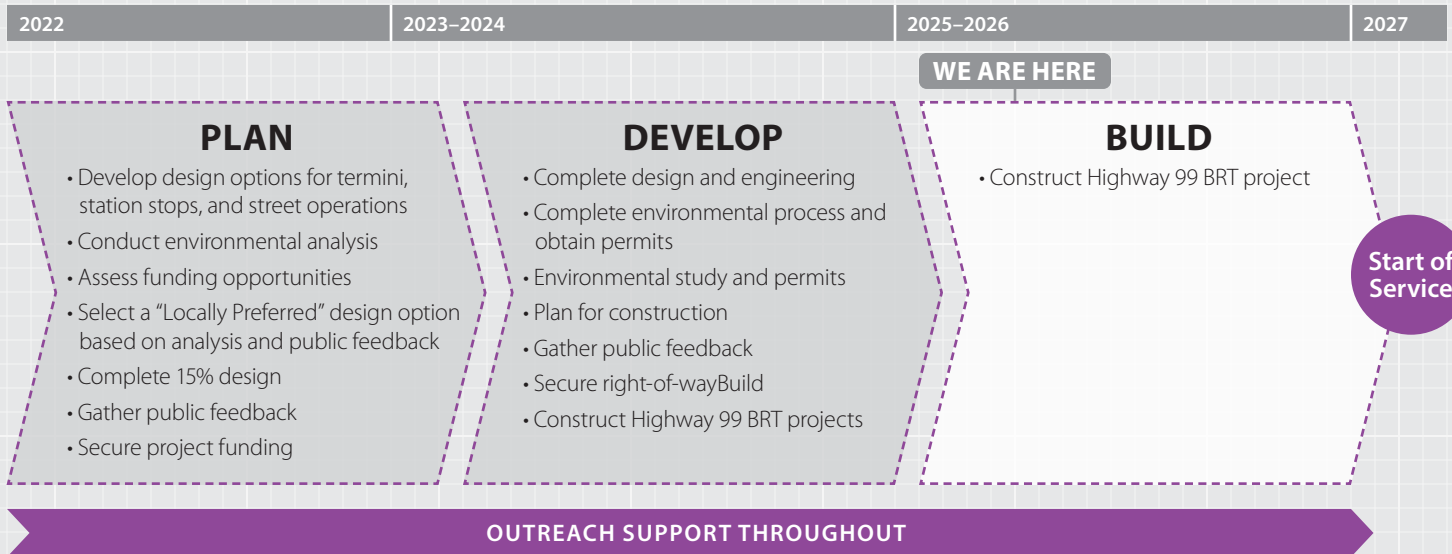 2022
2023–2024
2025–2026
2027
WE ARE HERE
PLAN
• Develop design options for termini,
station stops, and street operations
• Conduct environmental analysis
• Assess funding opportunities
• Select a “Locally Preferred” design option
based on analysis and public feedback
• Complete 15% design
• Gather public feedback
• Secure project funding
DEVELOP
• Complete design and engineering
• Complete environmental process and
obtain permits
• Environmental study and permits
• Plan for construction
• Gather public feedback
• Secure right-of-wayBuild
• Construct Highway 99 BRT projects
BUILD
• Construct Highway 99 BRT project
Start of
Service
OUTREACH SUPPORT THROUGHOUT